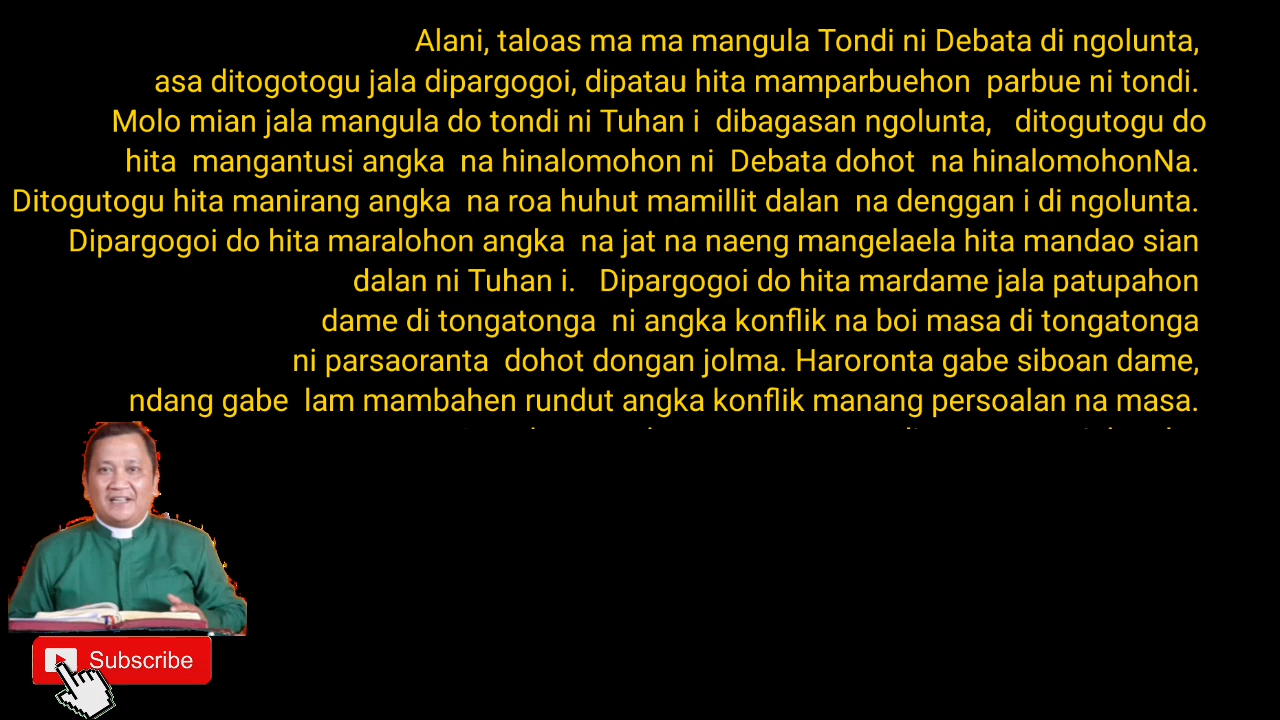 Alani, taloas ma ma mangula Tondi ni Debata di ngolunta,
asa ditogotogu jala dipargogoi, dipatau hita mamparbuehon parbue ni tondi.
Molo mian jala mangula do tondi ni Tuhan i dibagasan ngolunta, ditogutogu do
hita mangantusi angka na hinalomohon ni Debata dohot na hinalomohonNa.
Ditogutogu hita manirang angka na roa huhut mamillit dalan na denggan i di ngolunta.
Dipargogoi do hita maralohon angka na jat na naeng mangelaela hita mandao sian
dalan ni Tuhan i. Dipargogoi do hita mardame jala patupahon
dame di tongatonga ni angka konflik na boi masa di tongatonga
ni parsaoranta dohot dongan jolma. Haroronta gabe siboan dame,
ndang gabe lam mambahen rundut angka konflik manang persoalan na masa.
Subscribe